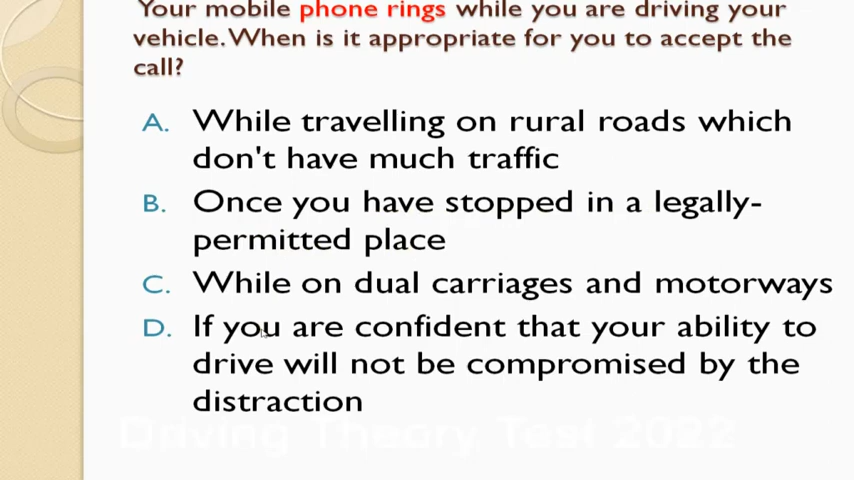 Your mobile phone rings while you are driving your
vehicle. When is it appropriate for you to accept the
call?
A. While travelling on rural roads which
don't have much traffic
B. Once you have stopped in a legally-
permitted place
C. While on dual carriages and motorways
D. If you are confident that your ability to
drive will not be compromised by the
distraction
Driving Theory Test 2022